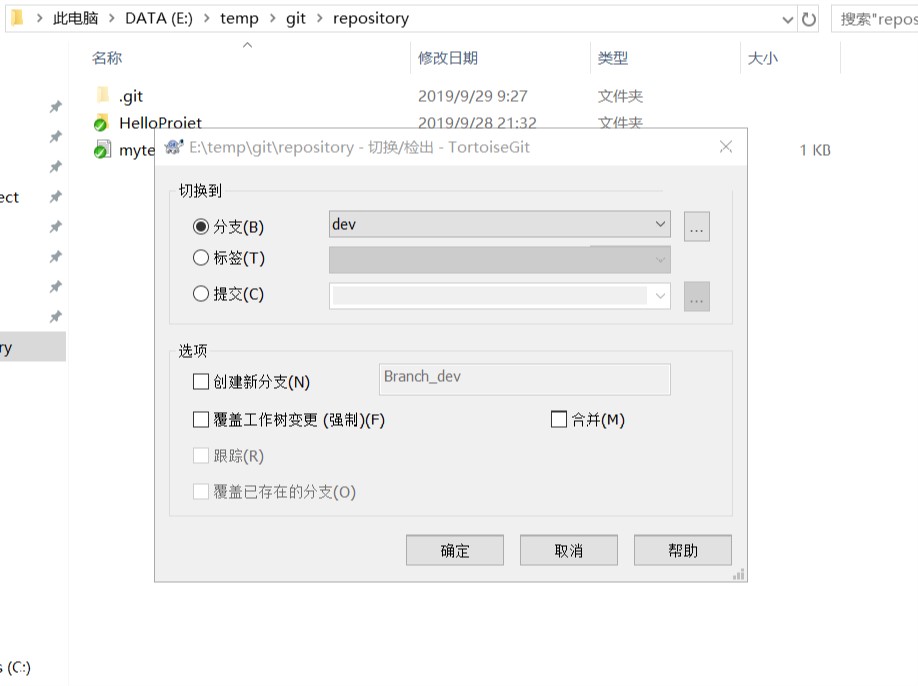 此电脑 > DATA (E:) > temp > git > repository
搜索"repos
名称 修改日期 类型 大小
.git 2019/9/29 9:27 文件夹
HelloProjet 2019/9/28 21:32 文件夹
myte 1 KB
E:\temp\git\repository - 切换/检出 - TortoiseGit
切换到
分支(B) dev ...
标签(T)
提交(C) ...
ect
ry
选项
创建新分支(N) Branch_dev
覆盖工作树变更 (强制)(F) 合并(M)
跟踪(R)
覆盖已存在的分支(O)
确定 取消 帮助
s (C:)